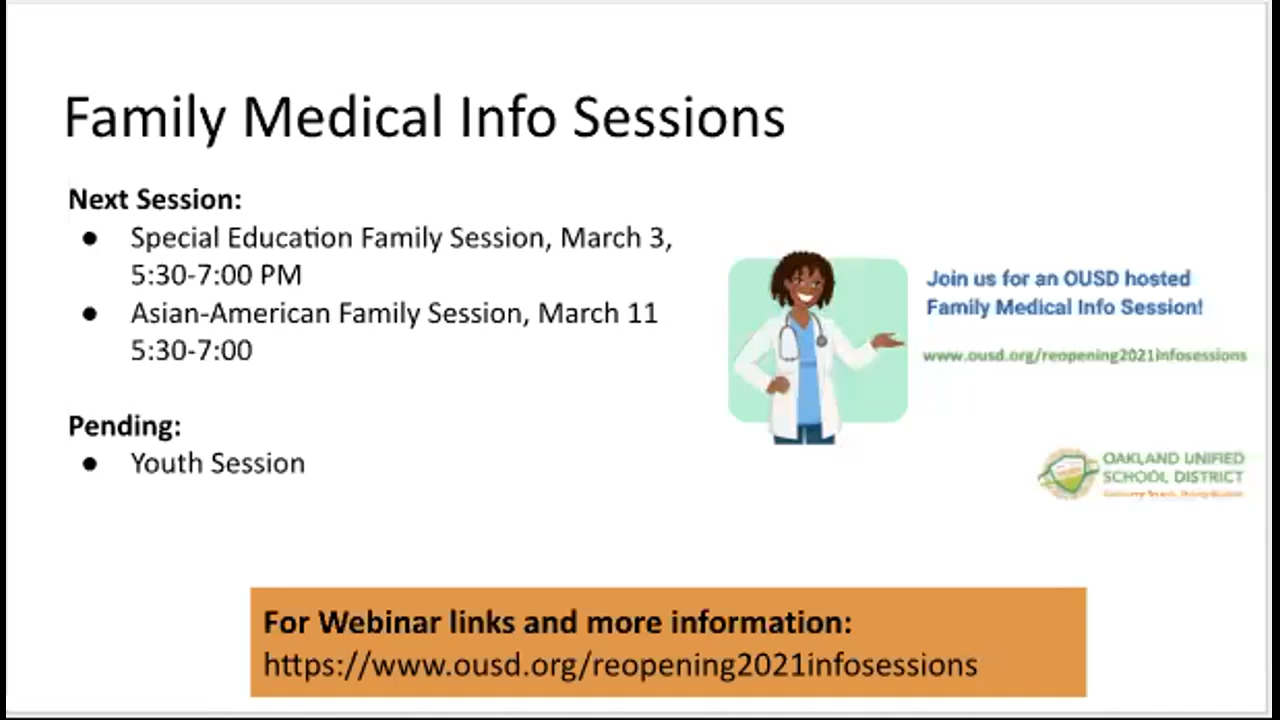 Family Medical Info Sessions
Next Session:
● Special Education Family Session, March 3,
5:30-7:00 PM
● Asian-American Family Session, March 11
5:30-7:00
Pending:
● Youth Session
Join us for an OUSD hosted
Family Medical Info Session!
www.ousd.org/reopening2021infosessions
OAKLAND UNIFIED
SCHOOL DISTRICT
For Webinar links and more information:
https://www.ousd.org/reopening2021infosessions